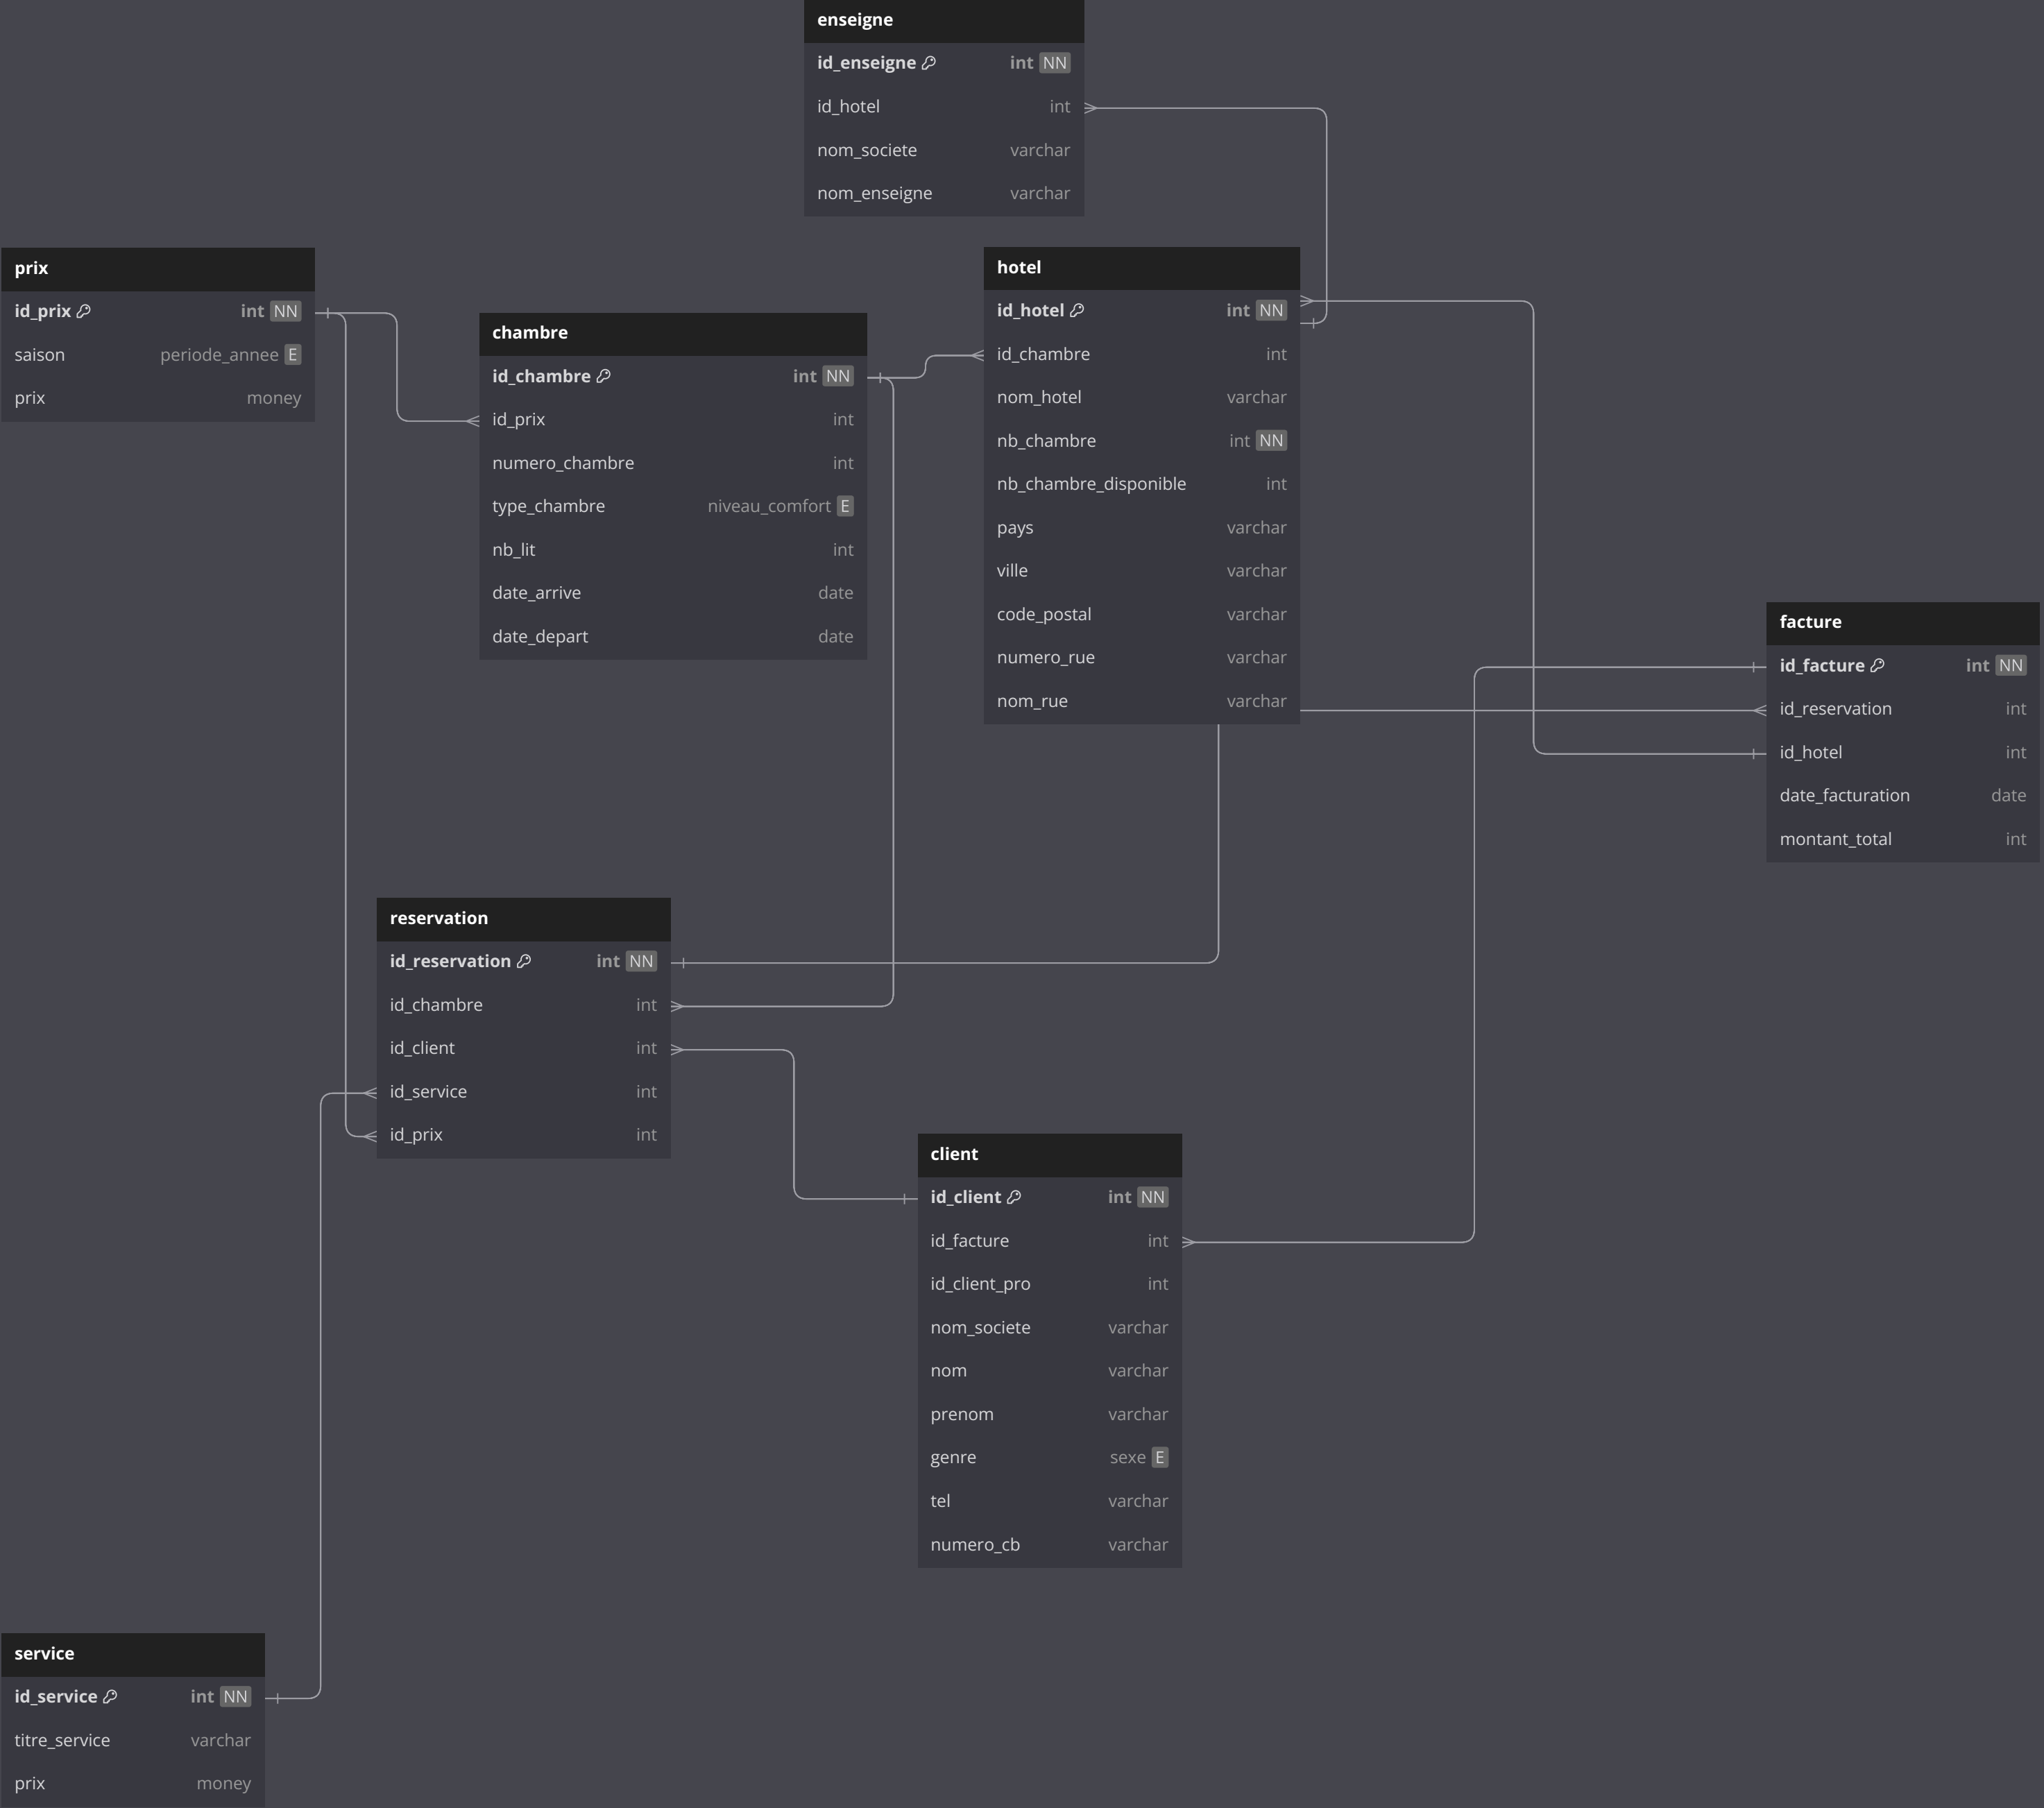 enseigne
id_enseigne int NN
id_hotel int
nom_societe varchar
nom_enseigne varchar
prix
id_prix int NN
saison periode_annee E
prix money
chambre
id_chambre int NN
id_prix int
numero_chambre int
type_chambre niveau_comfort E
nb_lit int
date_arrive date
date_depart date
hotel
id_hotel int NN
id_chambre int
nom_hotel varchar
nb_chambre int NN
nb_chambre_disponible int
pays varchar
ville varchar
code_postal varchar
numero_rue varchar
nom_rue varchar
facture
id_facture int NN
id_reservation int
id_hotel int
date_facturation date
montant_total int
reservation
id_reservation int NN
id_chambre int
id_client int
id_service int
id_prix int
client
id_client int NN
id_facture int
id_client_pro int
nom_societe varchar
nom varchar
prenom varchar
genre sexe E
tel varchar
numero_cb varchar
service
id_service int NN
titre_service varchar
prix money